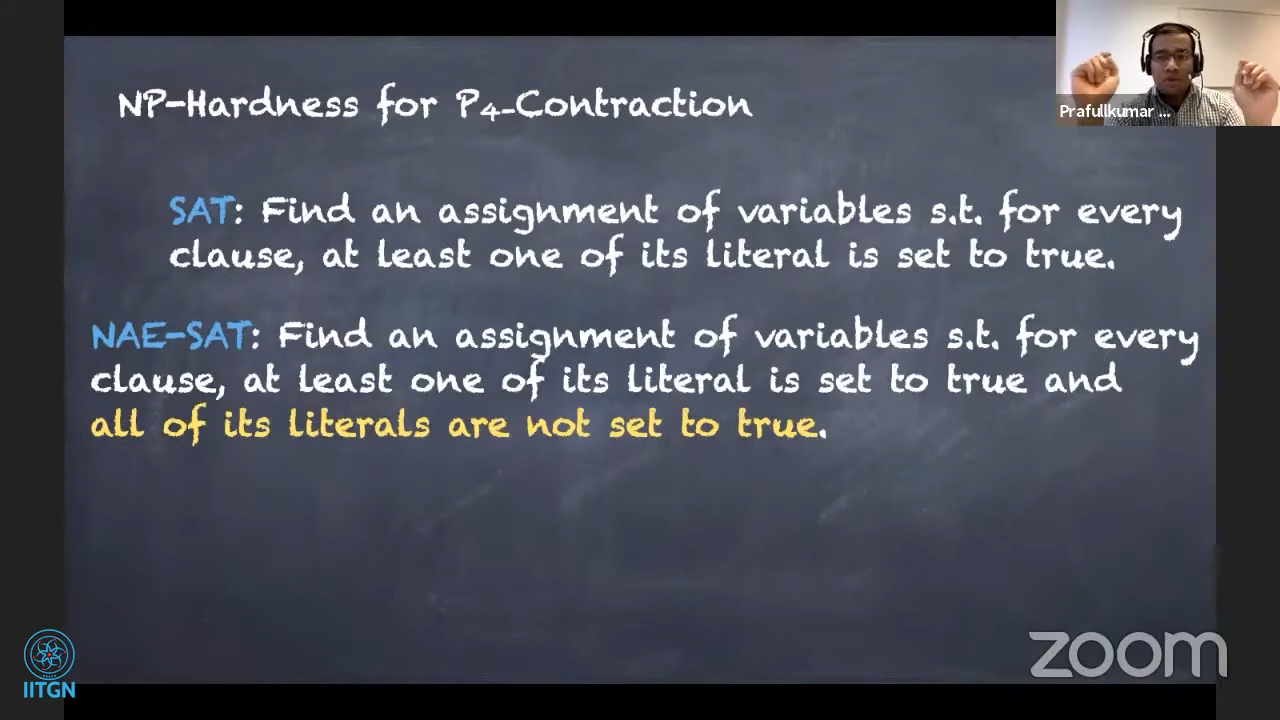 NP-Hardness for P4-Contraction
Prafullkumar ...
SAT: Find an assignment of variables s.t. for every
clause, at least one of its literal is set to true.
NAE-SAT: Find an assignment of variables s.t. for every
clause, at least one of its literal is set to true and
all of its literals are not set to true.
IITGN
zoom